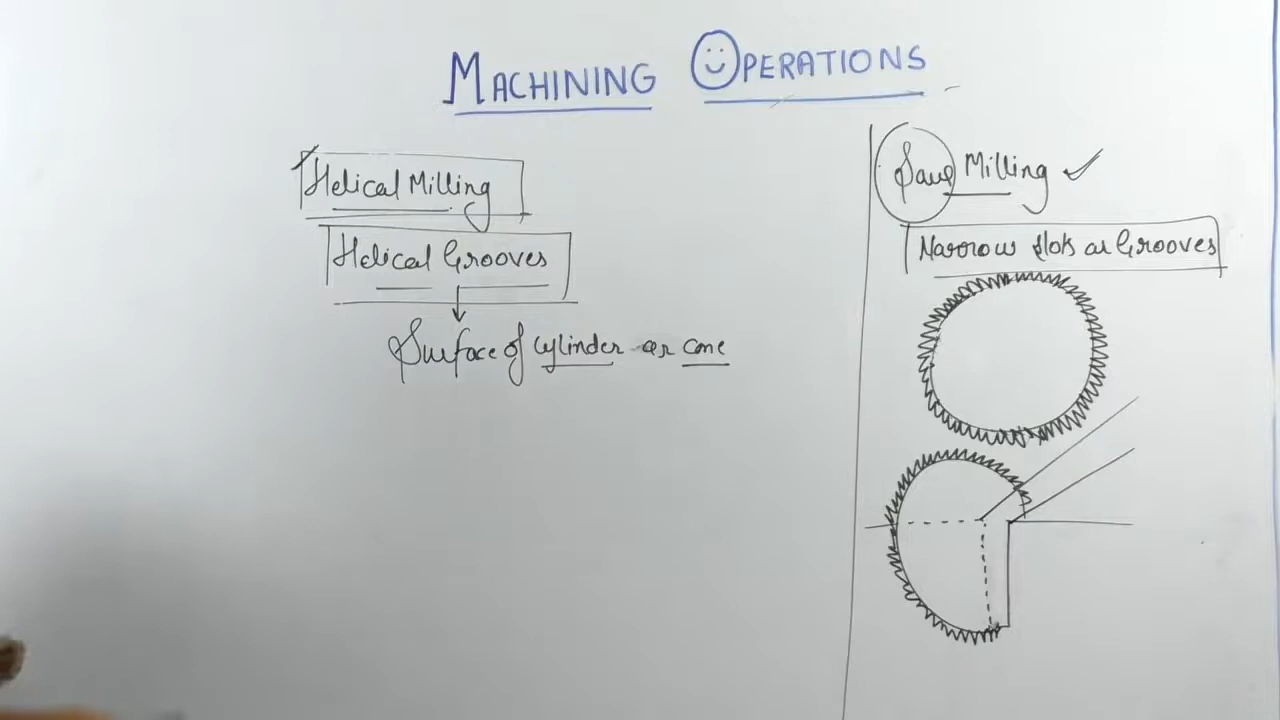 MACHINING OPERATIONS
Helical Milling
Helical Grooves
Surface of cylinder or cone
Saw Milling
Narrow slots or Grooves